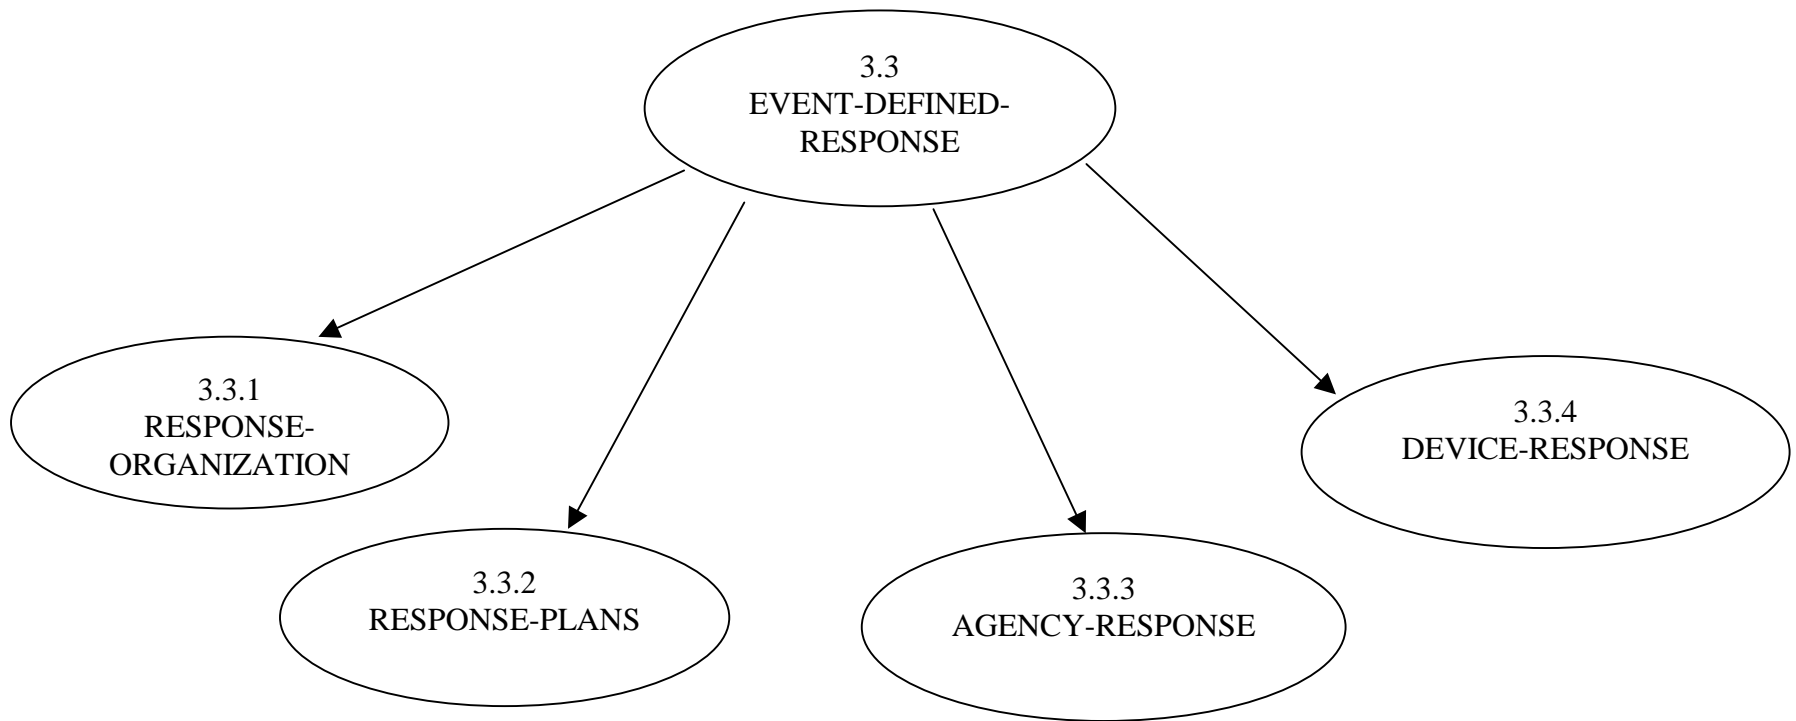 3.3
EVENT-DEFINED-
RESPONSE
3.3.1
RESPONSE-
ORGANIZATION
3.3.2
RESPONSE-PLANS
3.3.3
AGENCY-RESPONSE
3.3.4
DEVICE-RESPONSE